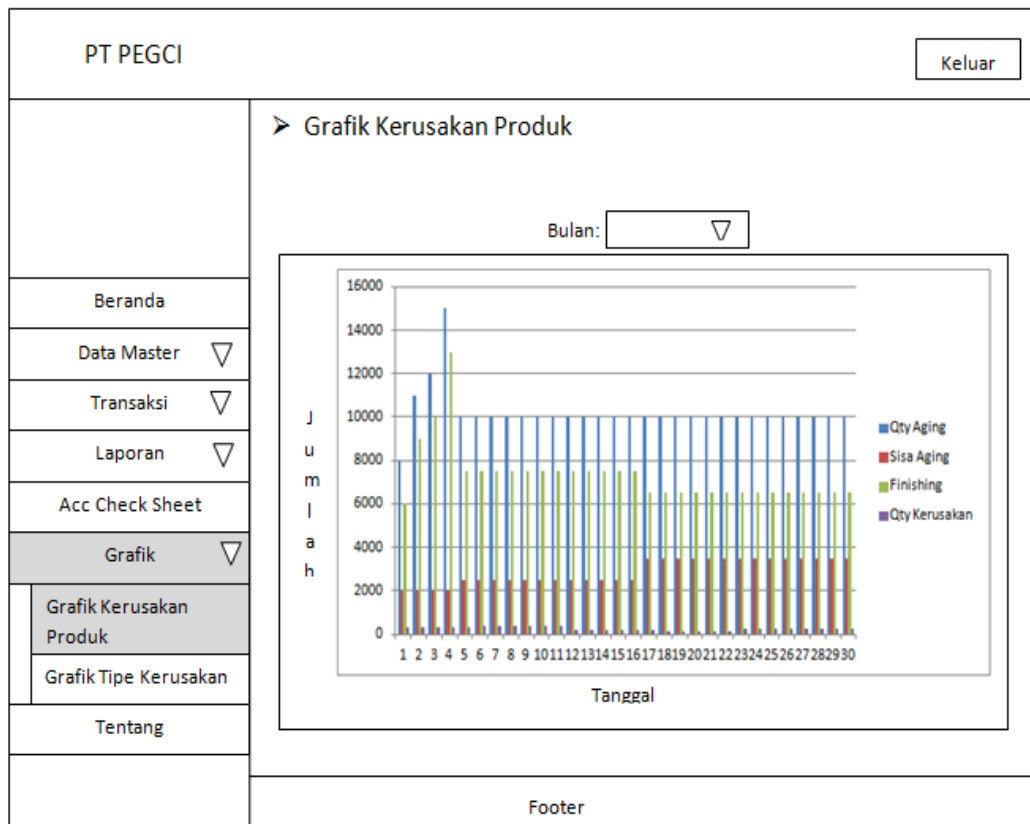 PT PEGCI
Keluar
Grafik Kerusakan Produk
Bulan:
Beranda
Data Master
Transaksi
Laporan
Acc Check Sheet
Grafik
Grafik Kerusakan
Produk
Grafik Tipe Kerusakan
Tentang
Jumlah
16000
14000
12000
10000
8000
6000
4000
2000
0
1 2 3 4 5 6 7 8 9 10 11 12 13 14 15 16 17 18 19 20 21 22 23 24 25 26 27 28 29 30
Tanggal
Qty Aging
Sisa Aging
Finishing
Qty Kerusakan
Footer